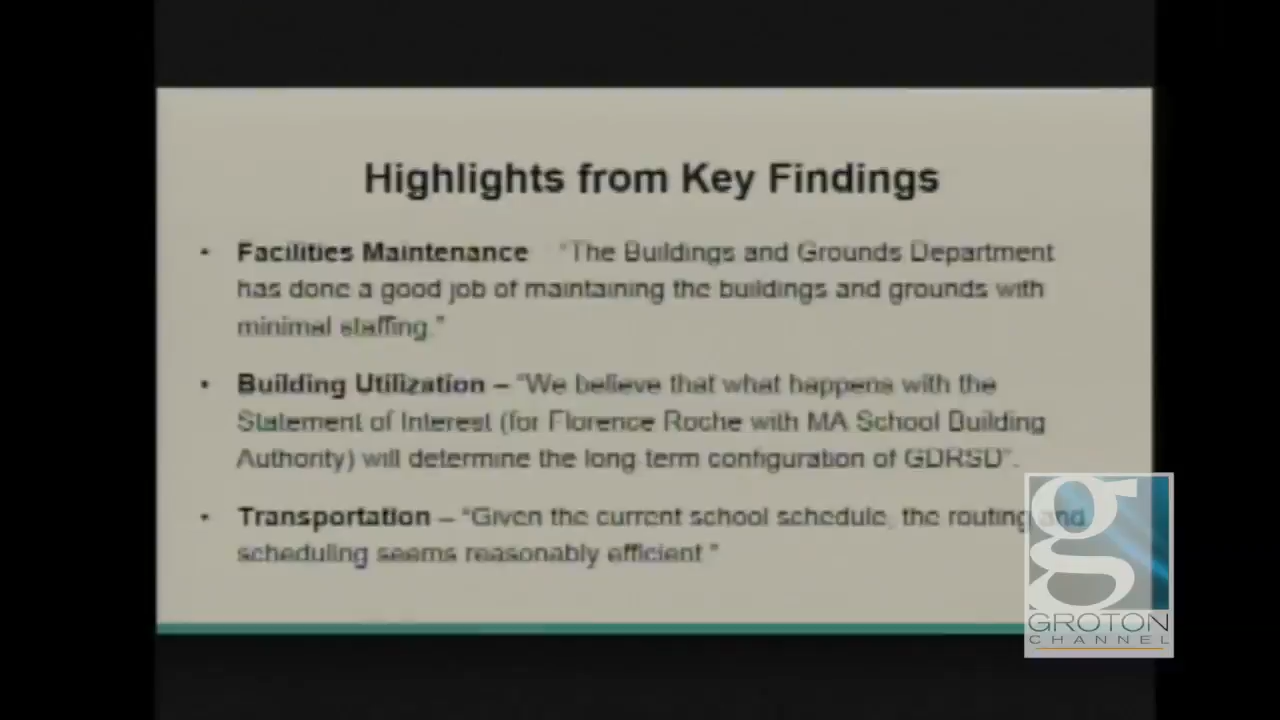 Highlights from Key Findings
• Facilities Maintenance "The Buildings and Grounds Department
has done a good job of maintaining the buildings and grounds with
minimal staffing."
• Building Utilization – "We believe that what happens with the
Statement of Interest (for Florence Roche with MA School Building
Authority) will determine the long term configuration of GDRSD".
• Transportation – "Given the current school schedule, the routing and
scheduling seems reasonably efficient."
g
GROTON
CHANNEL